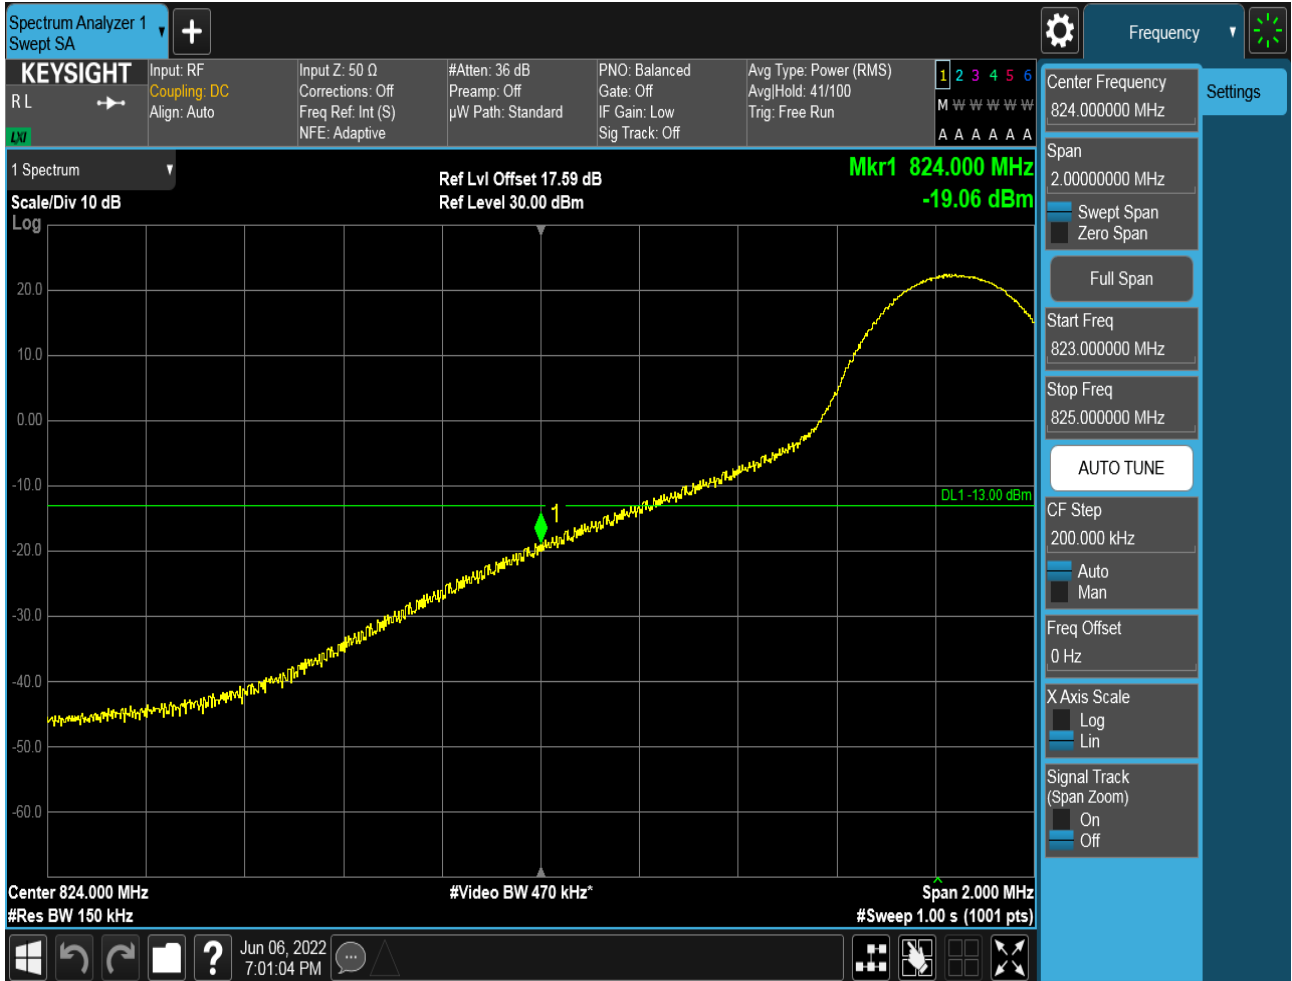 Spectrum Analyzer 1
Swept SA
Frequency
KEYSIGHT
R L
LXI
Input: RF
Coupling: DC
Align: Auto
Input Z: 50 Ω
Corrections: Off
Freq Ref: Int (S)
NFE: Adaptive
#Atten: 36 dB
Preamp: Off
µW Path: Standard
PNO: Balanced
Gate: Off
IF Gain: Low
Sig Track: Off
Avg Type: Power (RMS)
Avg|Hold: 41/100
Trig: Free Run
1 2 3 4 5 6
M W W W W W
A A A A A A
1 Spectrum
Scale/Div 10 dB
Log
Ref Lvl Offset 17.59 dB
Ref Level 30.00 dBm
Mkr1 824.000 MHz
-19.06 dBm
20.0
10.0
0.00
-10.0
-20.0
-30.0
-40.0
-50.0
-60.0
DL1 -13.00 dBm
1
Center 824.000 MHz
#Res BW 150 kHz
#Video BW 470 kHz*
Span 2.000 MHz
#Sweep 1.00 s (1001 pts)
Center Frequency
824.000000 MHz
Span
2.00000000 MHz
Swept Span
Zero Span
Full Span
Start Freq
823.000000 MHz
Stop Freq
825.000000 MHz
AUTO TUNE
CF Step
200.000 kHz
Auto
Man
Freq Offset
0 Hz
X Axis Scale
Log
Lin
Signal Track
(Span Zoom)
On
Off
Settings
?
Jun 06, 2022
7:01:04 PM